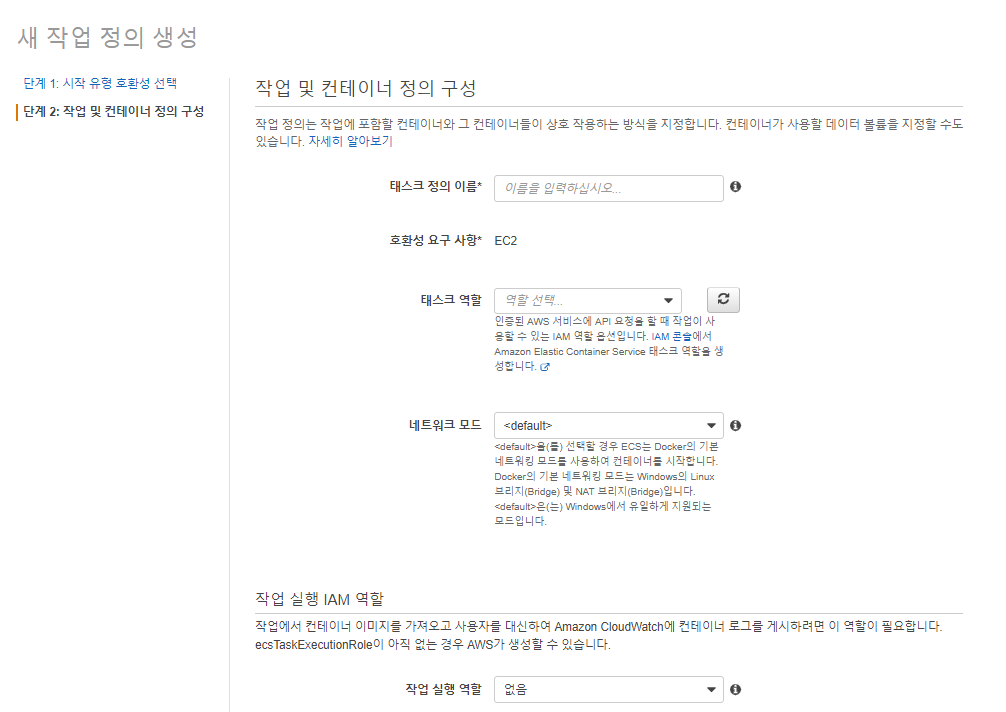 새 작업 정의 생성
단계 1: 시작 유형 호환성 선택
단계 2: 작업 및 컨테이너 정의 구성
작업 및 컨테이너 정의 구성
작업 정의는 작업에 포함할 컨테이너와 그 컨테이너들이 상호 작용하는 방식을 지정합니다. 컨테이너가 사용할 데이터 볼륨을 지정할 수도
있습니다. 자세히 알아보기
태스크 정의 이름* 이름을 입력하십시오...
호환성 요구 사항* EC2
태스크 역할 역할 선택...
인증된 AWS 서비스에 API 요청을 할 때 작업이 사
용할 수 있는 IAM 역할 옵션입니다. IAM 콘솔에서
Amazon Elastic Container Service 태스크 역할을 생
성합니다.
네트워크 모드 <default>
<default>을(를) 선택할 경우 ECS는 Docker의 기본
네트워킹 모드를 사용하여 컨테이너를 시작합니다.
Docker의 기본 네트워킹 모드는 Windows의 Linux
브리지(Bridge) 및 NAT 브리지(Bridge)입니다.
<default>은(는) Windows에서 유일하게 지원되는
모드입니다.
작업 실행 IAM 역할
작업에서 컨테이너 이미지를 가져오고 사용자를 대신하여 Amazon CloudWatch에 컨테이너 로그를 게시하려면 이 역할이 필요합니다.
ecsTaskExecutionRole이 아직 없는 경우 AWS가 생성할 수 있습니다.
작업 실행 역할 없음